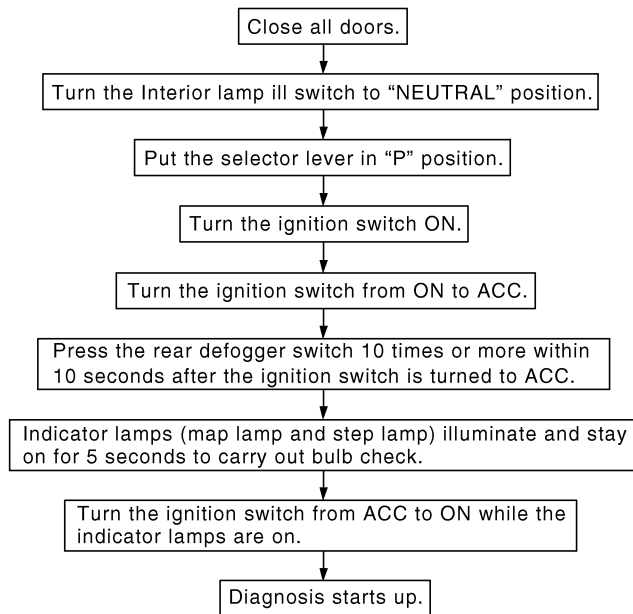 Close all doors.
Turn the Interior lamp ill switch to “NEUTRAL” position.
Put the selector lever in “P” position.
Turn the ignition switch ON.
Turn the ignition switch from ON to ACC.
Press the rear defogger switch 10 times or more within
10 seconds after the ignition switch is turned to ACC.
Indicator lamps (map lamp and step lamp) illuminate and stay
on for 5 seconds to carry out bulb check.
Turn the ignition switch from ACC to ON while the
indicator lamps are on.
Diagnosis starts up.